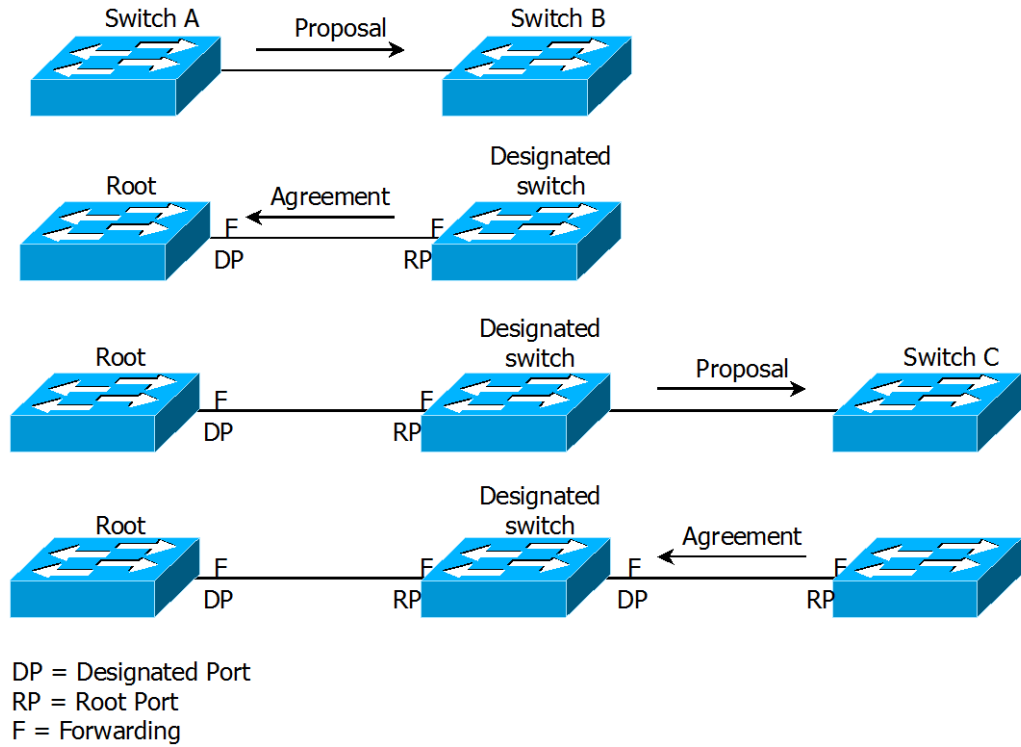 Switch A
Proposal
Switch B
Root
Agreement
Designated
switch
F
F
DP
RP
Root
Designated
switch
Proposal
Switch C
F
F
DP
RP
Root
Designated
switch
Agreement
F
F
F
F
DP
RP
DP
RP
DP = Designated Port
RP = Root Port
F = Forwarding